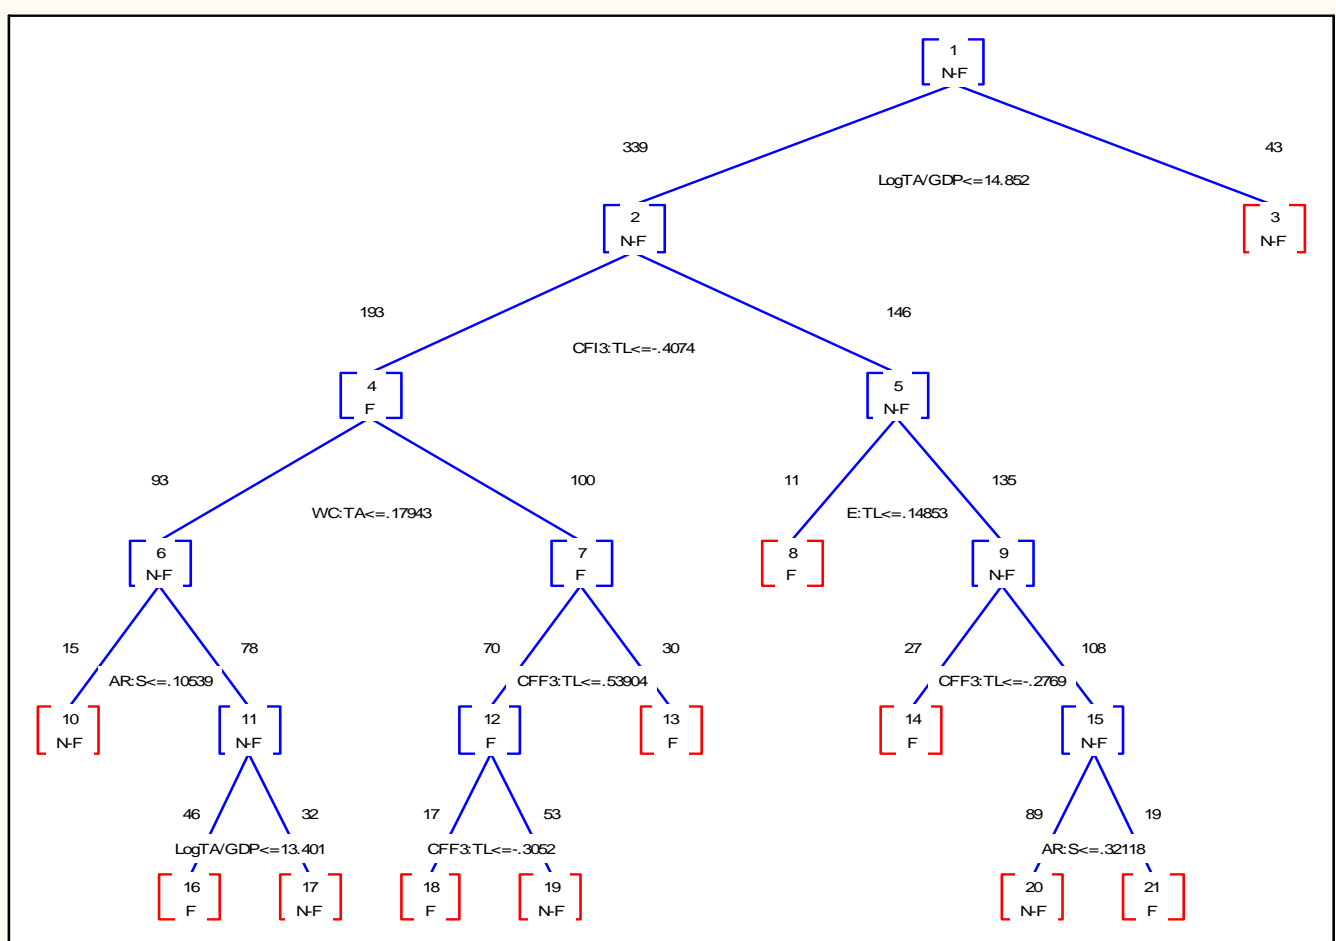 1
N-F
339
43
LogTA/GDP<=14.852
2
N-F
3
N-F
193
146
CFI3:TL<=-.4074
4
F
5
N-F
93
100
11
135
WC:TA<=.17943
E:TL<=.14853
6
N-F
7
F
8
F
9
N-F
15
78
70
30
27
108
AR:S<=.10539
CFF3:TL<=.53904
CFF3:TL<=-.2769
10
N-F
11
N-F
12
F
13
F
14
F
15
N-F
46
32
17
53
89
19
LogTA/GDP<=13.401
CFF3:TL<=-.3052
AR:S<=.32118
16
F
17
N-F
18
F
19
N-F
20
N-F
21
F